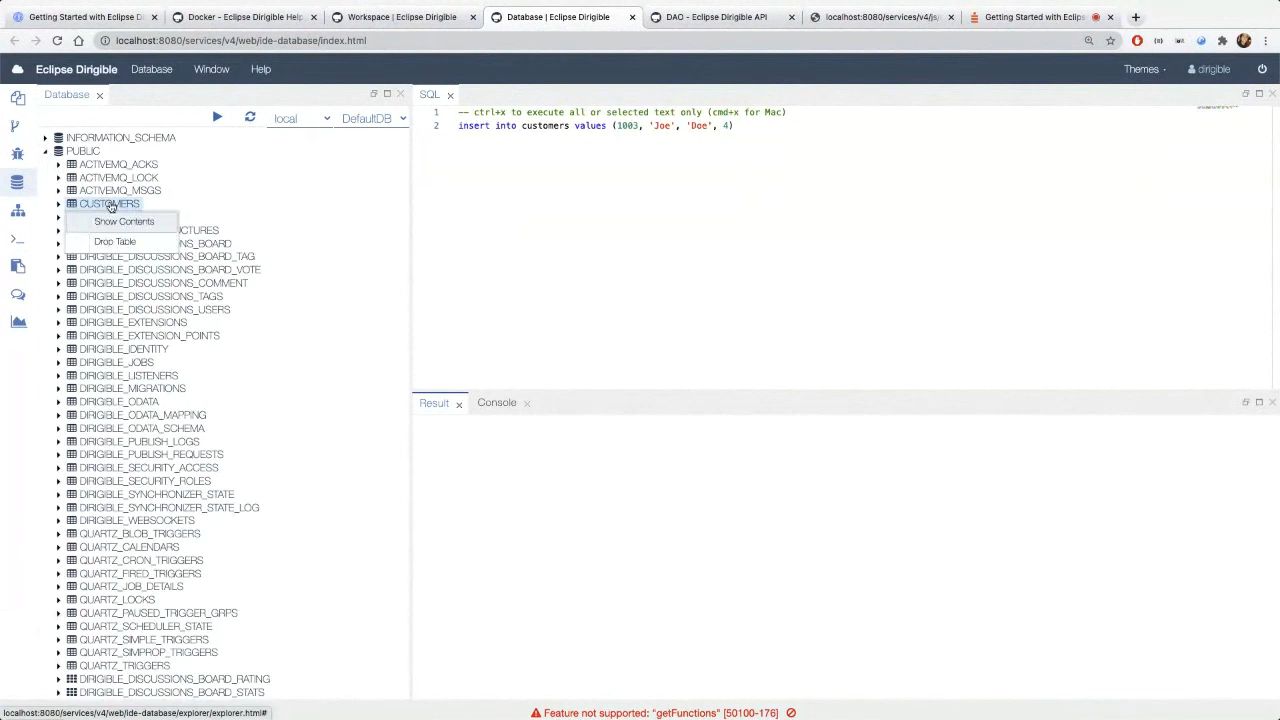 Getting Started with Eclipse D
Docker - Eclipse Dirigible Help
Workspace | Eclipse Dirigible
Database | Eclipse Dirigible
DAO - Eclipse Dirigible API
localhost:8080/services/v4/js/
Getting Started with Eclips
localhost:8080/services/v4/web/ide-database/index.html
Eclipse Dirigible
Database
Window
Help
Themes
dirigible
Database
SQL
local
DefaultDB
1 -- ctrl+x to execute all or selected text only (cmd+x for Mac)
2 insert into customers values (1003, 'Joe', 'Doe', 4)
INFORMATION_SCHEMA
PUBLIC
ACTIVEMQ_ACKS
ACTIVEMQ_LOCK
ACTIVEMQ_MSGS
CUSTOMERS
Show Contents
CTURES
Drop Table
NS_BOARD
DIRIGIBLE_DISCUSSIONS_BOARD_TAG
DIRIGIBLE_DISCUSSIONS_BOARD_VOTE
DIRIGIBLE_DISCUSSIONS_COMMENT
DIRIGIBLE_DISCUSSIONS_TAGS
DIRIGIBLE_DISCUSSIONS_USERS
DIRIGIBLE_EXTENSIONS
DIRIGIBLE_EXTENSION_POINTS
DIRIGIBLE_IDENTITY
DIRIGIBLE_JOBS
DIRIGIBLE_LISTENERS
DIRIGIBLE_MIGRATIONS
DIRIGIBLE_ODATA
DIRIGIBLE_ODATA_MAPPING
DIRIGIBLE_ODATA_SCHEMA
DIRIGIBLE_PUBLISH_LOGS
DIRIGIBLE_PUBLISH_REQUESTS
DIRIGIBLE_SECURITY_ACCESS
DIRIGIBLE_SECURITY_ROLES
DIRIGIBLE_SYNCHRONIZER_STATE
DIRIGIBLE_SYNCHRONIZER_STATE_LOG
DIRIGIBLE_WEBSOCKETS
QUARTZ_BLOB_TRIGGERS
QUARTZ_CALENDARS
QUARTZ_CRON_TRIGGERS
QUARTZ_FIRED_TRIGGERS
QUARTZ_JOB_DETAILS
QUARTZ_LOCKS
QUARTZ_PAUSED_TRIGGER_GRPS
QUARTZ_SCHEDULER_STATE
QUARTZ_SIMPLE_TRIGGERS
QUARTZ_SIMPROP_TRIGGERS
QUARTZ_TRIGGERS
DIRIGIBLE_DISCUSSIONS_BOARD_RATING
DIRIGIBLE_DISCUSSIONS_BOARD_STATS
Result
Console
localhost:8080/services/v4/web/ide-database/explorer/explorer.html#
Feature not supported: "getFunctions" [50100-176]